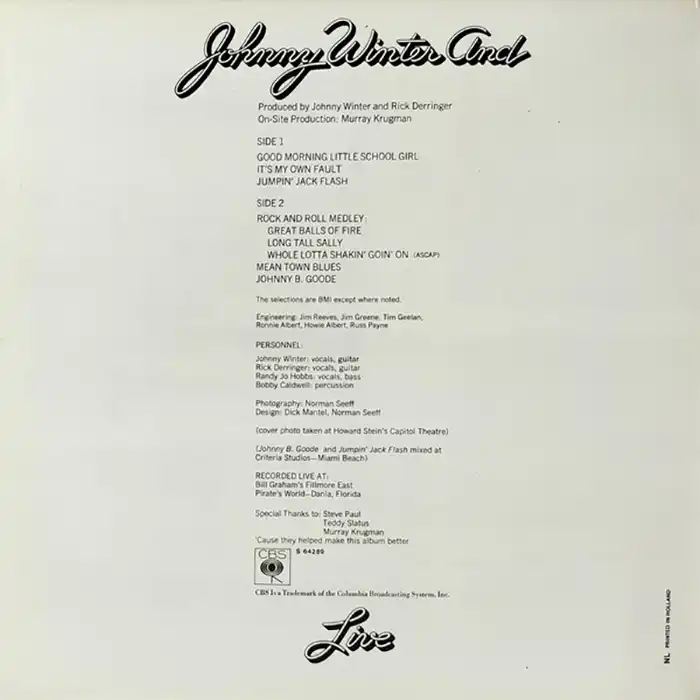 Johnny Winter And
Produced by Johnny Winter and Rick Derringer
On-Site Production: Murray Krugman
SIDE 1
GOOD MORNING LITTLE SCHOOL GIRL
IT'S MY OWN FAULT
JUMPIN' JACK FLASH
SIDE 2
ROCK AND ROLL MEDLEY:
GREAT BALLS OF FIRE
LONG TALL SALLY
WHOLE LOTTA SHAKIN' GOIN' ON (ASCAP)
MEAN TOWN BLUES
JOHNNY B. GOODE
The selections are BMI except where noted.
Engineering: Jim Reeves, Jim Greene, Tim Geelan,
Ronnie Albert, Howie Albert, Russ Payne
PERSONNEL:
Johnny Winter: vocals, guitar
Rick Derringer: vocals, guitar
Randy Jo Hobbs: vocals, bass
Bobby Caldwell: percussion
Photography: Norman Seeff
Design: Dick Mantel, Norman Seeff
(cover photo taken at Howard Stein's Capitol Theatre)
(Johnny B. Goode and Jumpin' Jack Flash mixed at
Criteria Studios—Miami Beach)
RECORDED LIVE AT:
Bill Graham's Fillmore East
Pirate's World—Dania, Florida
Special Thanks to: Steve Paul
Teddy Slatus
Murray Krugman
'Cause they helped make this album better
CBS S 64289
CBS Is a Trademark of the Columbia Broadcasting System, Inc.
Live
NL PRINTED IN HOLLAND